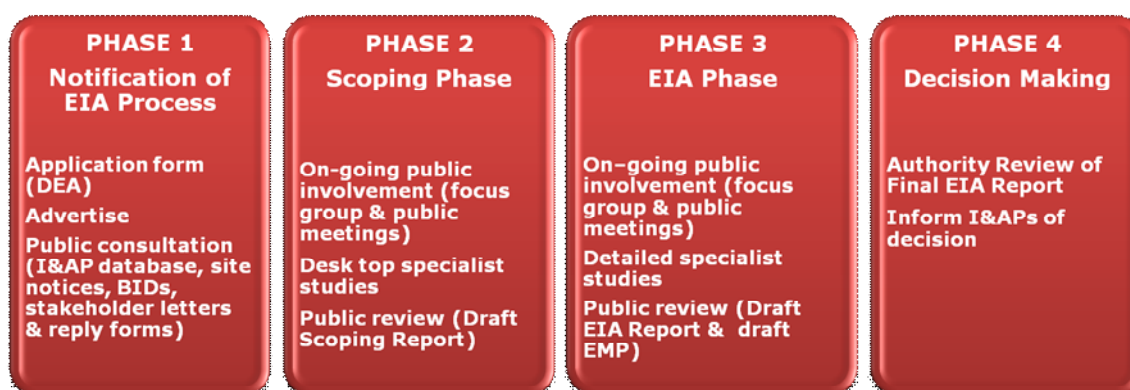 PHASE 1
Notification of
EIA Process
Application form
(DEA)
Advertise
Public consultation
(I&AP database, site
notices, BIDs,
stakeholder letters
& reply forms)
PHASE 2
Scoping Phase
On-going public
involvement (focus
group & public
meetings)
Desk top specialist
studies
Public review (Draft
Scoping Report)
PHASE 3
EIA Phase
On–going public
involvement (focus
group & public
meetings)
Detailed specialist
studies
Public review (Draft
EIA Report & draft
EMP)
PHASE 4
Decision Making
Authority Review of
Final EIA Report
Inform I&APs of
decision